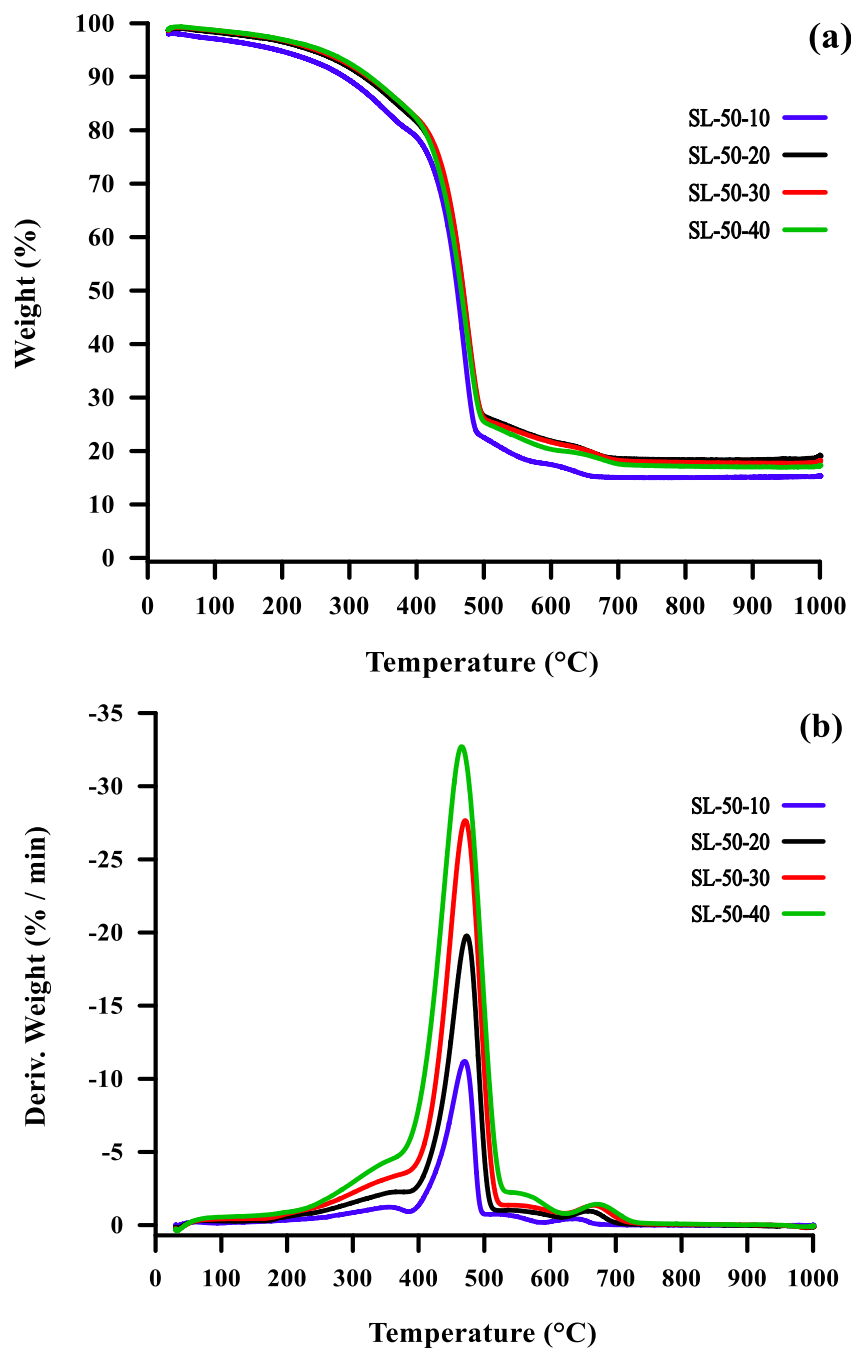 (a)
100
90
80
70
60
50
40
30
20
10
0
Weight (%)
SL-50-10
SL-50-20
SL-50-30
SL-50-40
0 100 200 300 400 500 600 700 800 900 1000
Temperature (°C)
(b)
-35
-30
-25
-20
-15
-10
-5
0
Deriv. Weight (% / min)
SL-50-10
SL-50-20
SL-50-30
SL-50-40
0 100 200 300 400 500 600 700 800 900 1000
Temperature (°C)